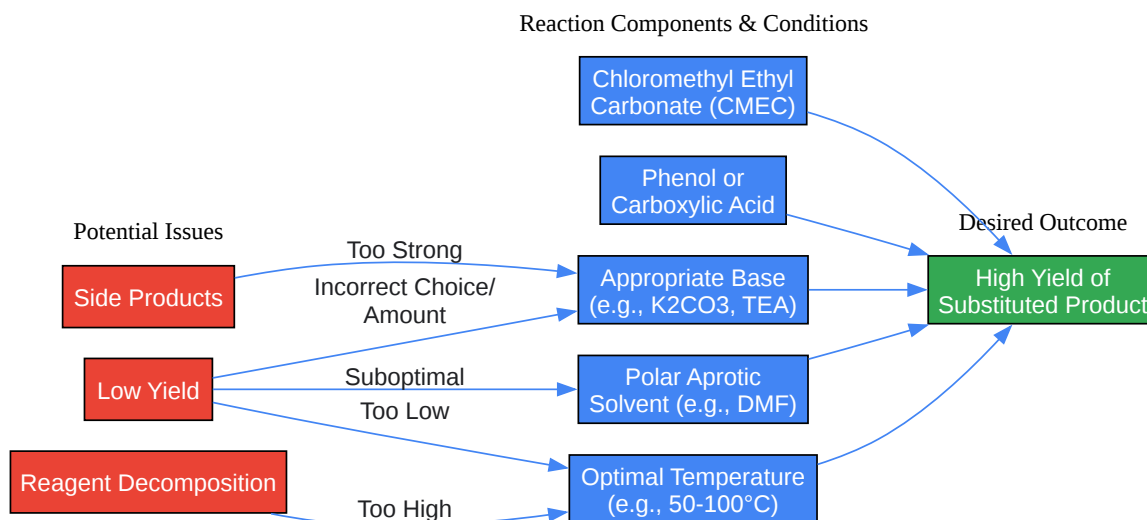 Reaction Components & Conditions
Chloromethyl Ethyl
Carbonate (CMEC)
Phenol or
Carboxylic Acid
Potential Issues
Desired Outcome
Too Strong
Side Products
Incorrect Choice/
Amount
Appropriate Base
(e.g., K2CO3, TEA)
High Yield of
Substituted Product
Low Yield
Suboptimal
Polar Aprotic
Solvent (e.g., DMF)
Too Low
Reagent Decomposition
Optimal Temperature
(e.g., 50-100°C)
Too High